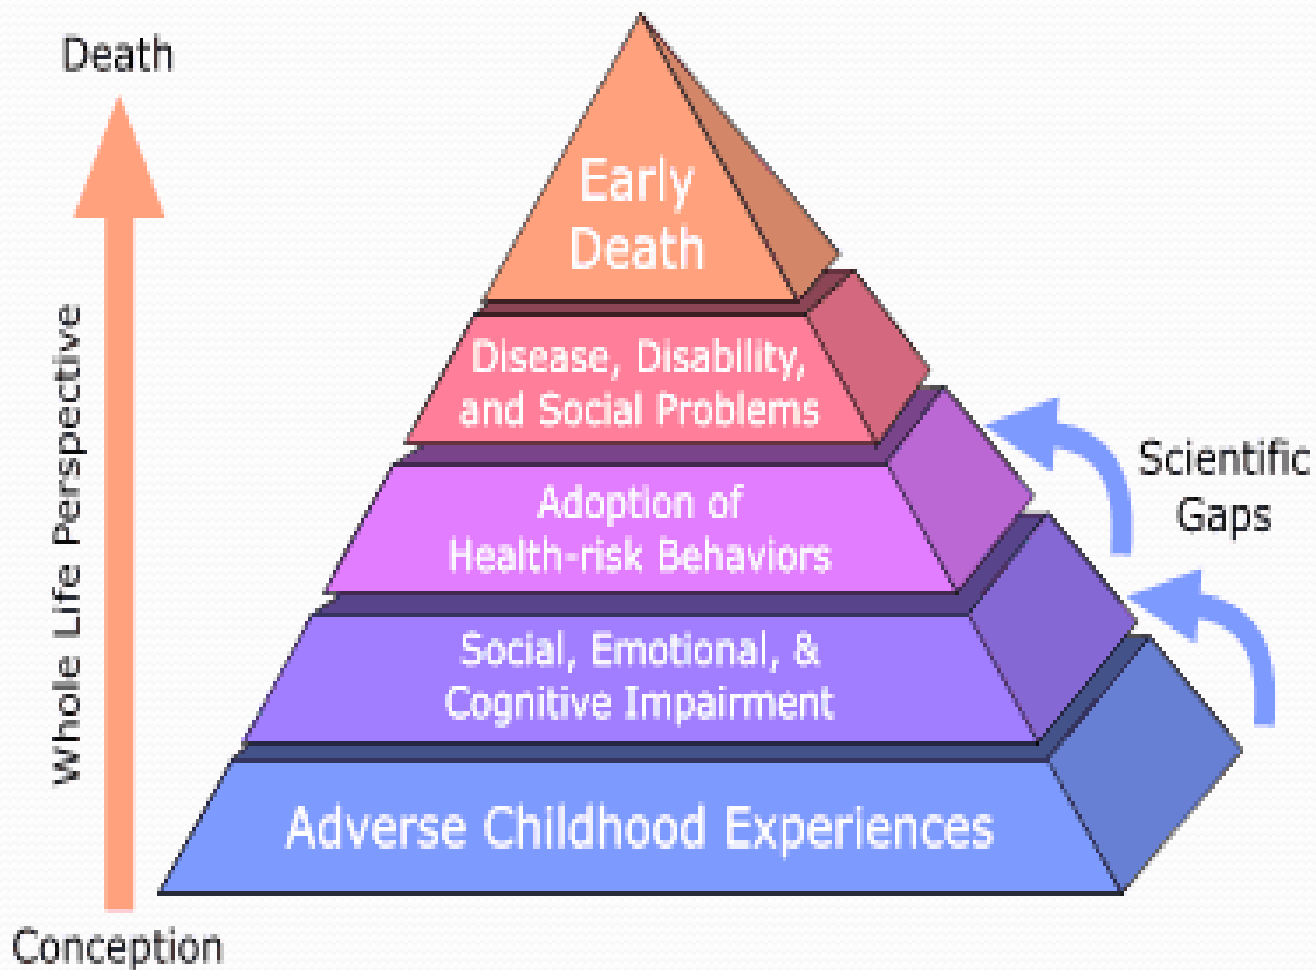 Death
Whole Life Perspective
Conception
Early
Death
Disease, Disability,
and Social Problems
Adoption of
Health-risk Behaviors
Social, Emotional, &
Cognitive Impairment
Adverse Childhood Experiences
Scientific
Gaps